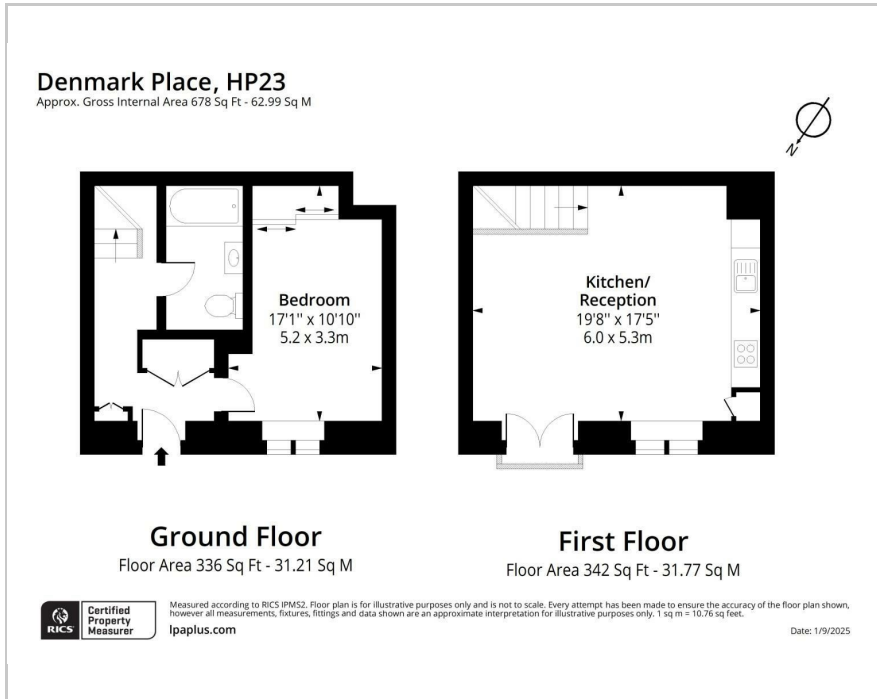 Denmark Place, HP23
Approx. Gross Internal Area 678 Sq Ft - 62.99 Sq M
N
Bedroom
17'1" x 10'10"
5.2 x 3.3m
Kitchen/
Reception
19'8" x 17'5"
6.0 x 5.3m
Ground Floor
Floor Area 336 Sq Ft - 31.21 Sq M
First Floor
Floor Area 342 Sq Ft - 31.77 Sq M
RICS
Certified
Property
Measurer
Measured according to RICS IPMS2. Floor plan is for illustrative purposes only and is not to scale. Every attempt has been made to ensure the accuracy of the floor plan shown,
however all measurements, fixtures, fittings and data shown are an approximate interpretation for illustrative purposes only. 1 sq m = 10.76 sq feet.
lpaplus.com
Date: 1/9/2025